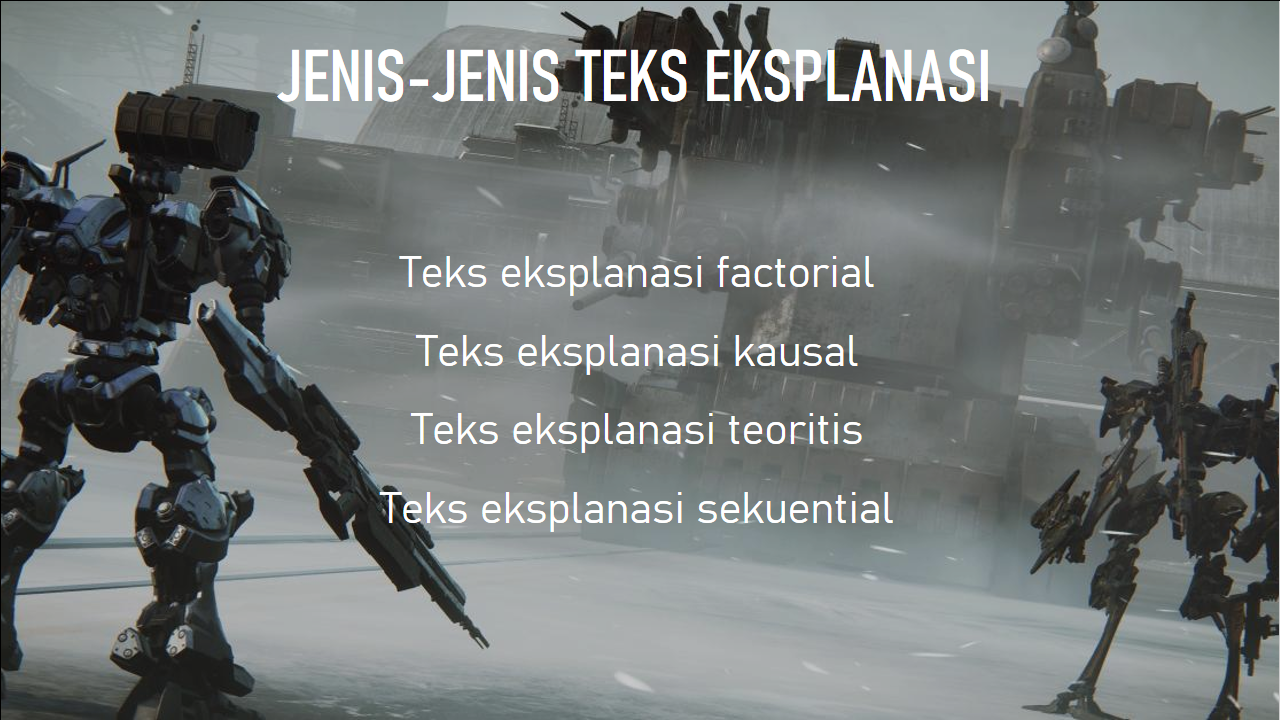 JENIS-JENIS TEKS EKSPLANASI
Teks eksplanasi factorial
Teks eksplanasi kausal
Teks eksplanasi teoritis
Teks eksplanasi sekuential